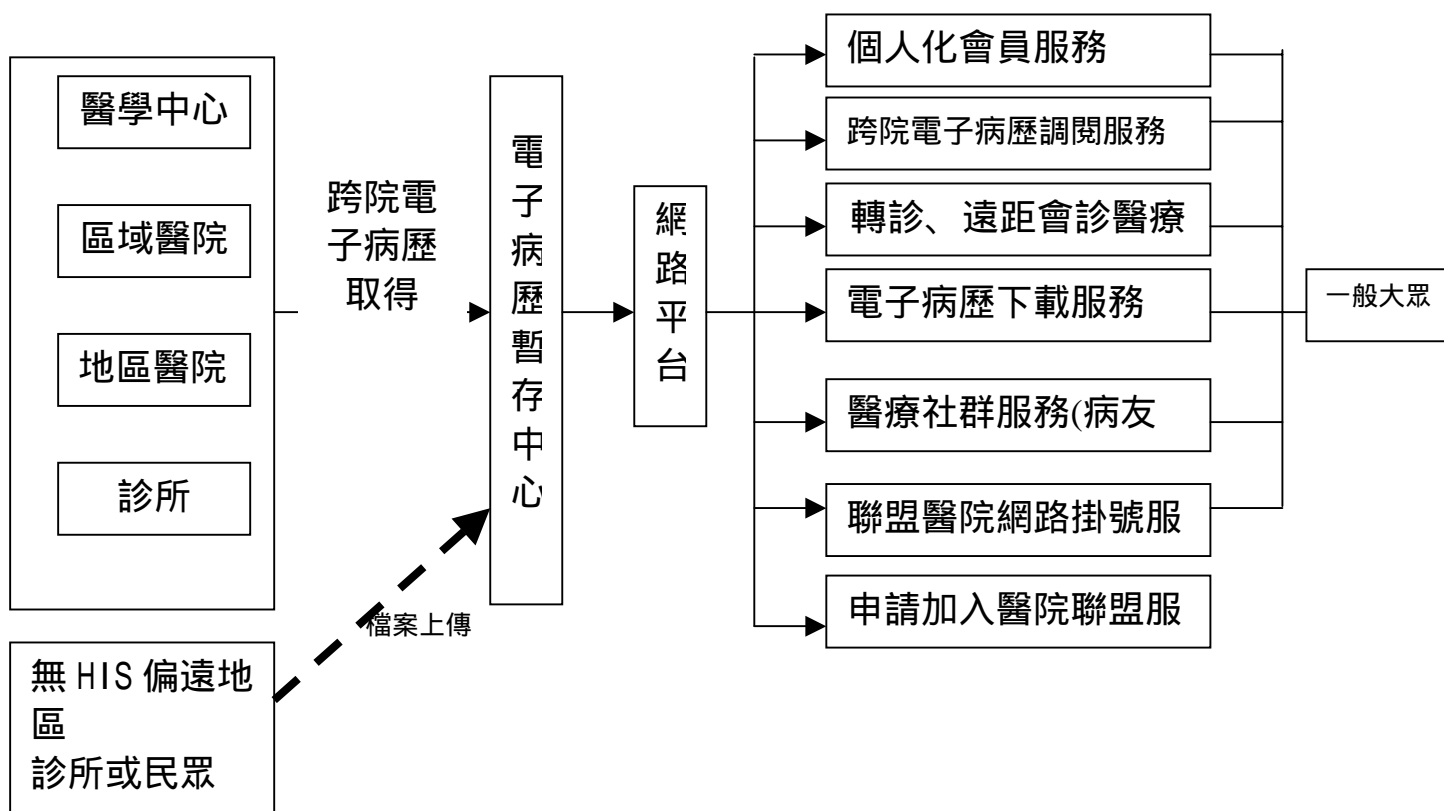 醫學中心
區域醫院
地區醫院
診所
無 HIS 偏遠地
區
診所或民眾
跨院電
子病歷
取得
檔案上傳
電子病歷暫存中心
網路平台
個人化會員服務
跨院電子病歷調閱服務
轉診、遠距會診醫療
電子病歷下載服務
醫療社群服務(病友
聯盟醫院網路掛號服
申請加入醫院聯盟服
一般大眾